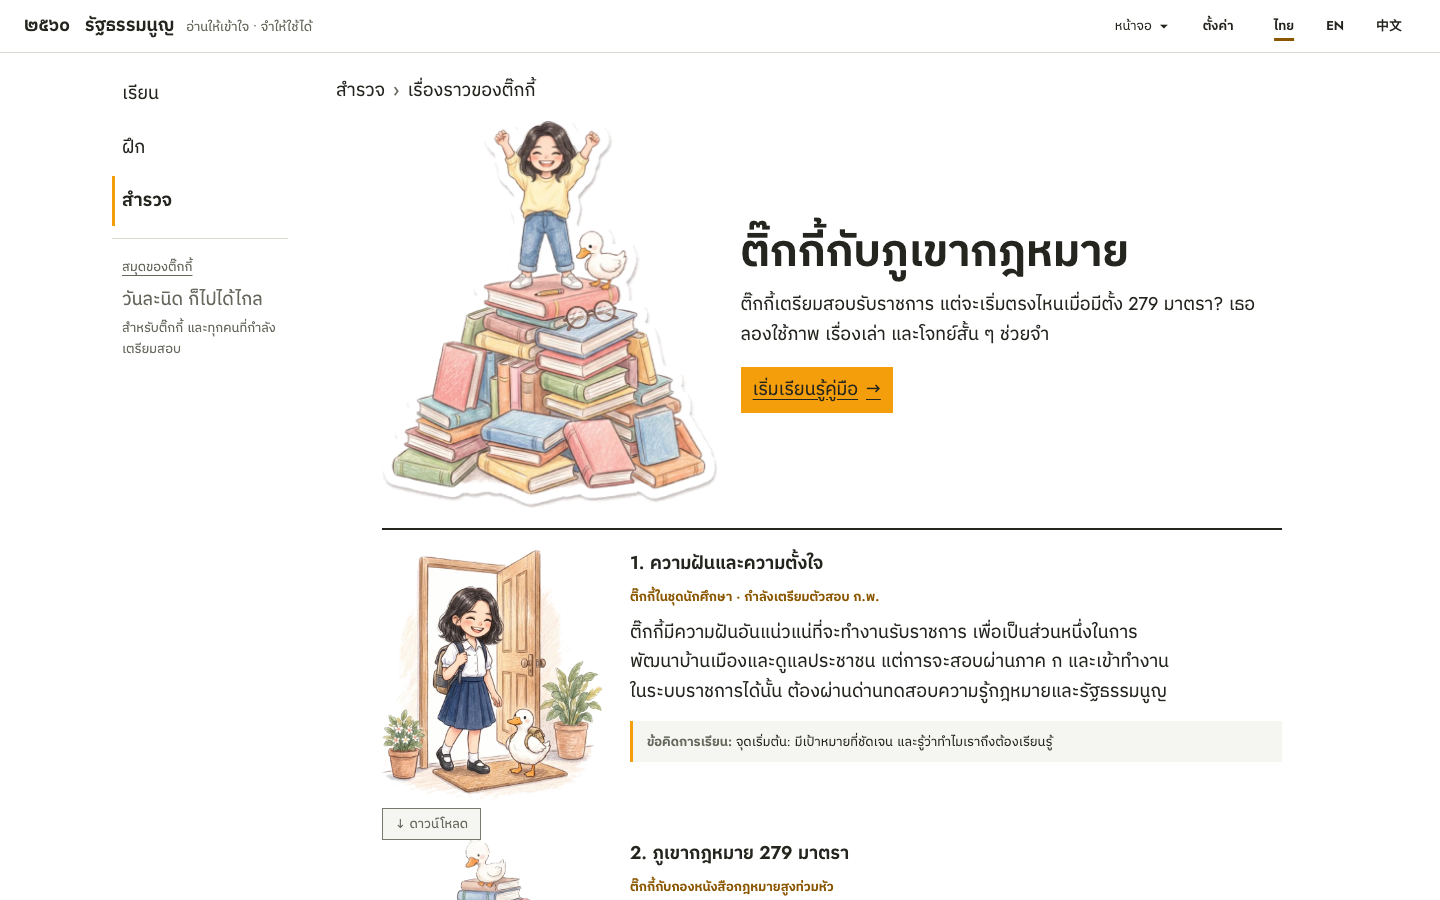 ๒๕๖๐ รัฐธรรมนูญ อ่านให้เข้าใจ · จำให้ใช้ได้
หน้าจอ ตั้งค่า ไทย EN 中文
เรียน
ฝึก
สำรวจ
สมุดของติ๊กกี้
วันละนิด ก็ไปได้ไกล
สำหรับติ๊กกี้ และทุกคนที่กำลัง
เตรียมสอบ
สำรวจ › เรื่องราวของติ๊กกี้
ติ๊กกี้กับภูเขากฎหมาย
ติ๊กกี้เตรียมสอบรับราชการ แต่จะเริ่มตรงไหนเมื่อมีตั้ง 279 มาตรา? เธอ
ลองใช้ภาพ เรื่องเล่า และโจทย์สั้น ๆ ช่วยจำ
เริ่มเรียนรู้คู่มือ →
1. ความฝันและความตั้งใจ
ติ๊กกี้ในชุดนักศึกษา · กำลังเตรียมตัวสอบ ก.พ.
ติ๊กกี้มีความฝันอันแน่วแน่ที่จะทำงานรับราชการ เพื่อเป็นส่วนหนึ่งในการ
พัฒนาบ้านเมืองและดูแลประชาชน แต่การจะสอบผ่านภาค ก และเข้าทำงาน
ในระบบราชการได้นั้น ต้องผ่านด่านทดสอบความรู้กฎหมายและรัฐธรรมนูญ
ข้อคิดการเรียน: จุดเริ่มต้น: มีเป้าหมายที่ชัดเจน และรู้ว่าทำไมเราถึงต้องเรียนรู้
↓ ดาวน์โหลด
2. ภูเขากฎหมาย 279 มาตรา
ติ๊กกี้กับกองหนังสือกฎหมายสูงท่วมหัว